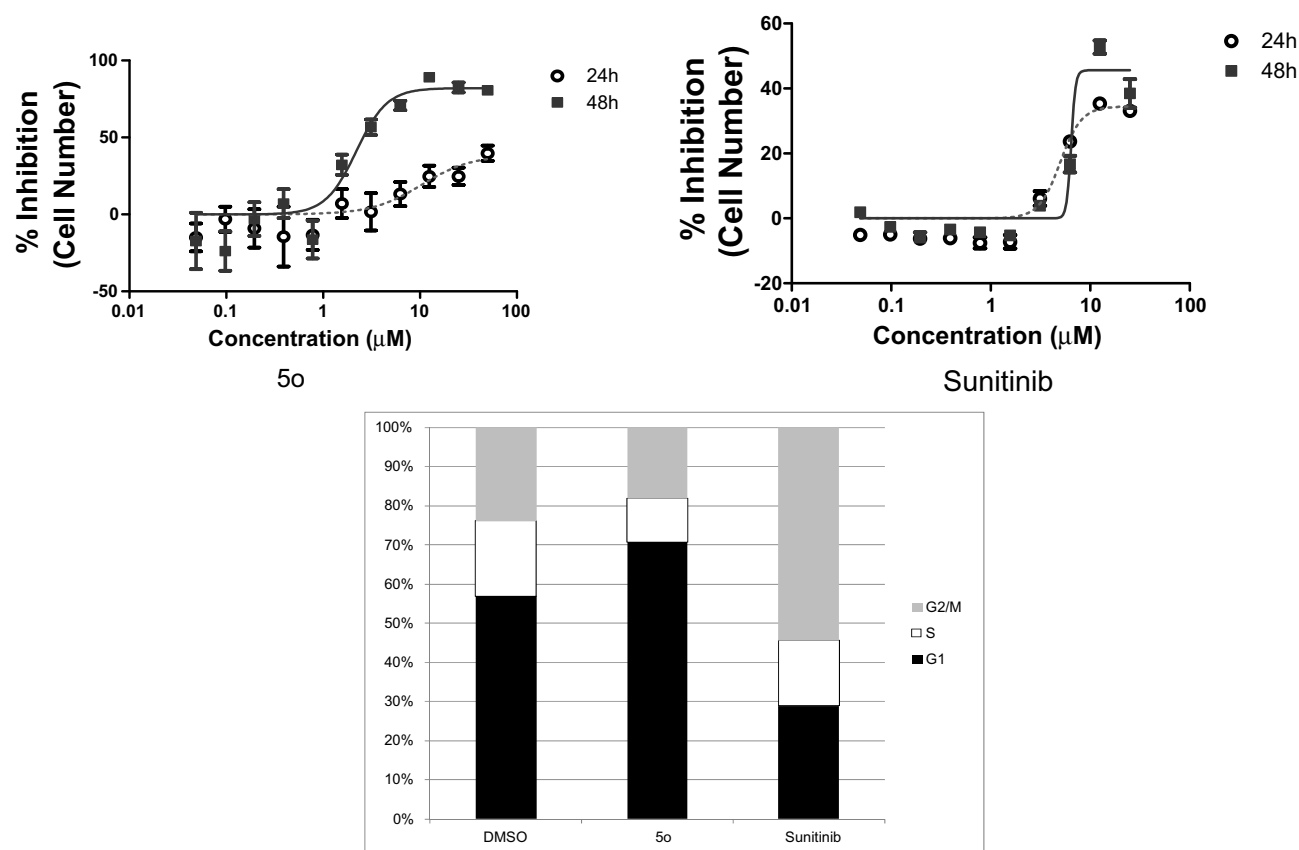 % Inhibition
(Cell Number)
100
50
0
-50
0.01
0.1
1
10
100
Concentration (μM)
24h
48h
5o
% Inhibition
(Cell Number)
60
40
20
0
-20
0.01
0.1
1
10
100
Concentration (μM)
24h
48h
Sunitinib
100%
90%
80%
70%
60%
50%
40%
30%
20%
10%
0%
DMSO
5o
Sunitinib
G2/M
S
G1